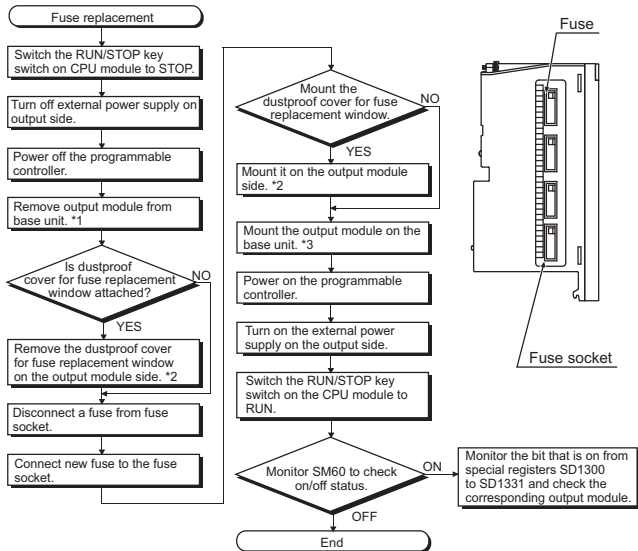 Fuse replacement
Switch the RUN/STOP key
switch on CPU module to STOP.
Turn off external power supply on
output side.
Power off the programmable
controller.
Remove output module from
base unit. *1
Is dustproof
cover for fuse replacement
window attached?
NO
YES
Remove the dustproof cover
for fuse replacement window
on the output module side. *2
Disconnect a fuse from fuse
socket.
Connect new fuse to the fuse
socket.
Mount the
dustproof cover for fuse
replacement window.
NO
YES
Mount it on the output module
side. *2
Mount the output module on the
base unit. *3
Power on the programmable
controller.
Turn on the external power
supply on the output side.
Switch the RUN/STOP key
switch on the CPU module to
RUN.
Monitor SM60 to check
on/off status.
ON
OFF
End
Monitor the bit that is on from
special registers SD1300
to SD1331 and check the
corresponding output module.
Fuse
Fuse socket